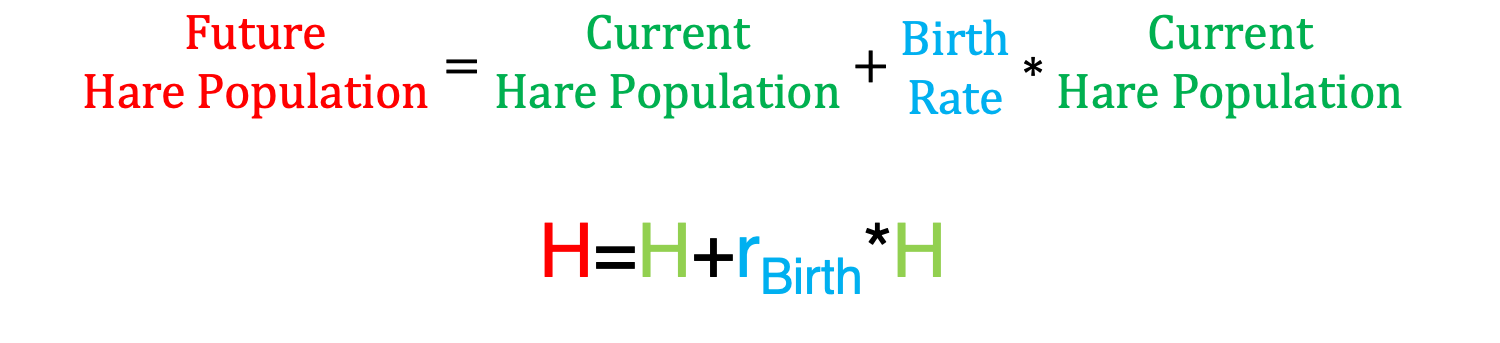 Future Hare Population = Current Hare Population + Birth Rate * Current Hare Population
H=H+rBirth*H